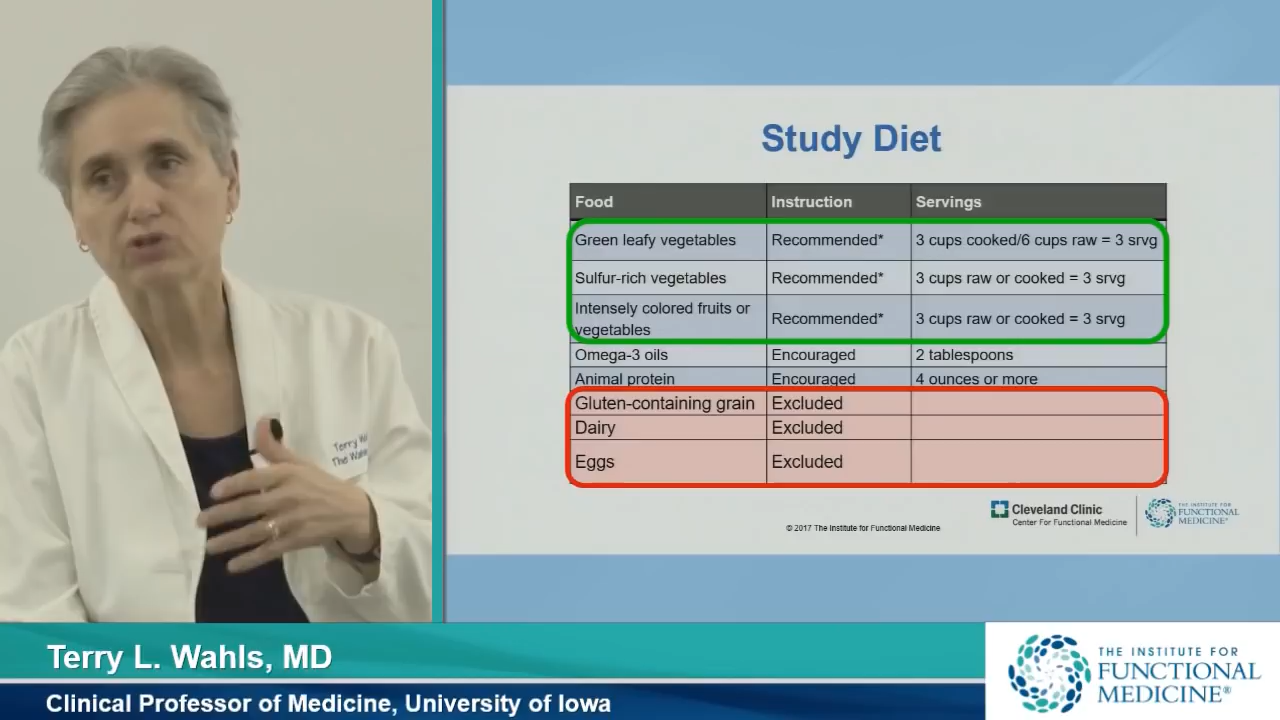 Study Diet
Food Instruction Servings
Green leafy vegetables Recommended* 3 cups cooked/6 cups raw = 3 srvg
Sulfur-rich vegetables Recommended* 3 cups raw or cooked = 3 srvg
Intensely colored fruits or
vegetables Recommended* 3 cups raw or cooked = 3 srvg
Omega-3 oils Encouraged 2 tablespoons
Animal protein Encouraged 4 ounces or more
Gluten-containing grain Excluded
Dairy Excluded
Eggs Excluded
© 2017 The Institute for Functional Medicine
Cleveland Clinic
Center For Functional Medicine
THE INSTITUTE FOR
FUNCTIONAL
MEDICINE®
Terry
The
Terry L. Wahls, MD
Clinical Professor of Medicine, University of Iowa
THE INSTITUTE FOR
FUNCTIONAL
MEDICINE®